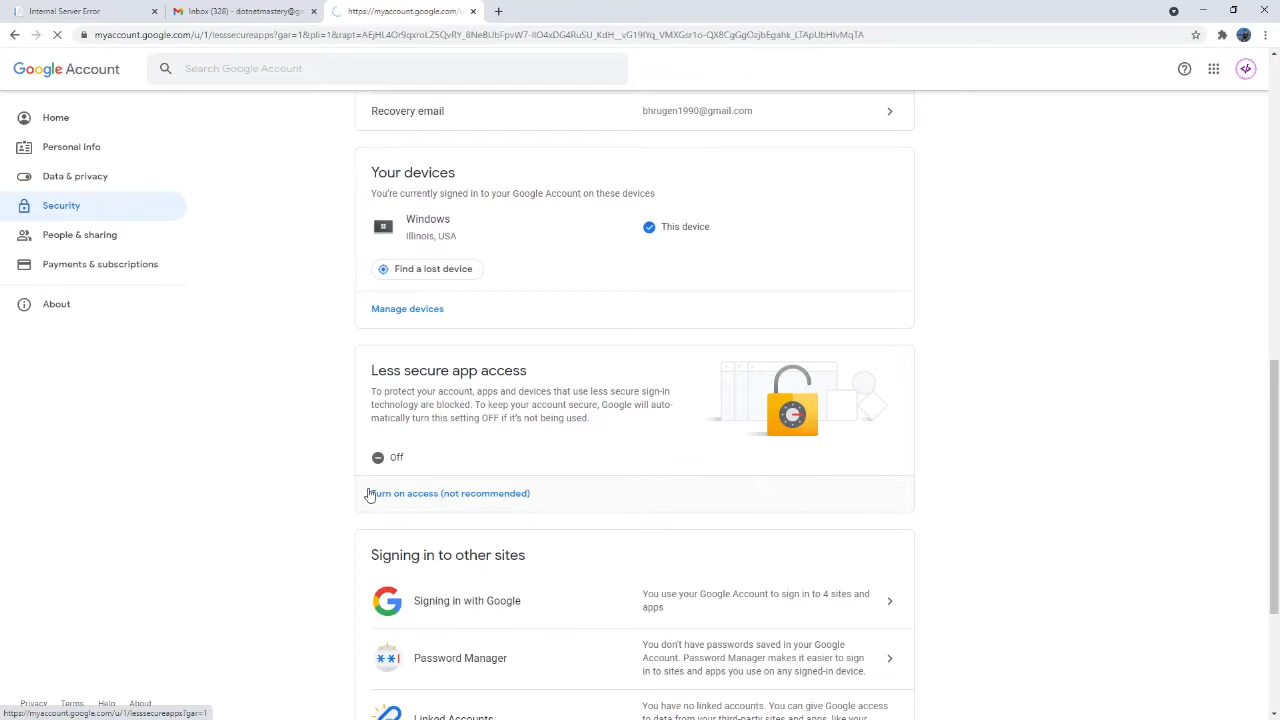 Internal Server Error
Inbox (328) - dotnetmastery@gm
https://myaccount.google.com/u/
myaccount.google.com/u/1/lesssecureapps?gar=1&pli=1&rapt=
Google Account
Search Google Account
Home
Personal info
Data & privacy
Security
People & sharing
Payments & subscriptions
About
Recovery email
bhrugen1990@gmail.com
Your devices
You're currently signed in to your Google Account on these devices
Windows
Illinois, USA
This device
Find a lost device
Manage devices
Less secure app access
To protect your account, apps and devices that use less secure sign-in
technology are blocked. To keep your account secure, Google will auto-
matically turn this setting OFF if it's not being used.
Off
Turn on access (not recommended)
Signing in to other sites
Signing in with Google
You use your Google Account to sign in to 4 sites and
apps
Password Manager
You don't have passwords saved in your Google
Account. Password Manager makes it easier to sign
in to sites and apps you use on any signed-in device.
Linked Accounts
You have no linked accounts. You can give Google access
to data from your third-party sites and apps, like your
Privacy Terms Help About
https://myaccount.google.com/u/1/lesssecureapps?gar=1